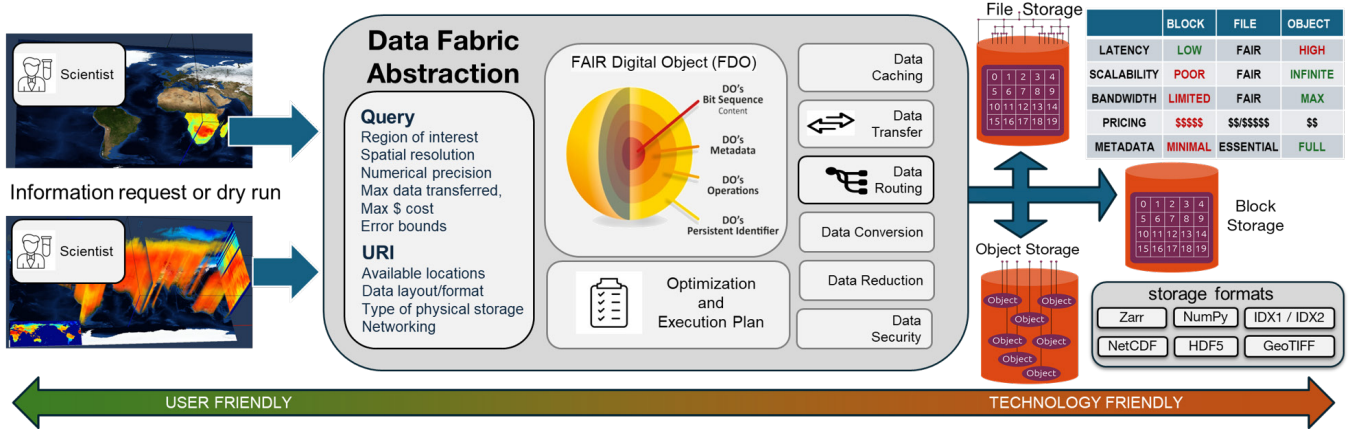 Scientist
Information request or dry run
Scientist
Data Fabric
Abstraction
Query
Region of interest
Spatial resolution
Numerical precision
Max data transferred,
Max $ cost
Error bounds
URI
Available locations
Data layout/format
Type of physical storage
Networking
FAIR Digital Object (FDO)
DO's
Bit Sequence
Content
DO's
Metadata
DO's
Operations
DO's
Persistent Identifier
Optimization
and
Execution Plan
Data
Caching
Data
Transfer
Data
Routing
Data Conversion
Data Reduction
Data
Security
File Storage
0 1 2 3 4
5 6 7 8 9
10 11 12 13 14
15 16 17 18 19
BLOCK FILE OBJECT
LATENCY LOW FAIR HIGH
SCALABILITY POOR FAIR INFINITE
BANDWIDTH LIMITED FAIR MAX
PRICING $$$$$ $$/$$$$$ $$
METADATA MINIMAL ESSENTIAL FULL
0 1 2 3 4
5 6 7 8 9
10 11 12 13 14
15 16 17 18 19
Block
Storage
Object Storage
Object
Object
Object
Object
Object
Object
Object
storage formats
Zarr NumPy IDX1 / IDX2
NetCDF HDF5 GeoTIFF
USER FRIENDLY
TECHNOLOGY FRIENDLY